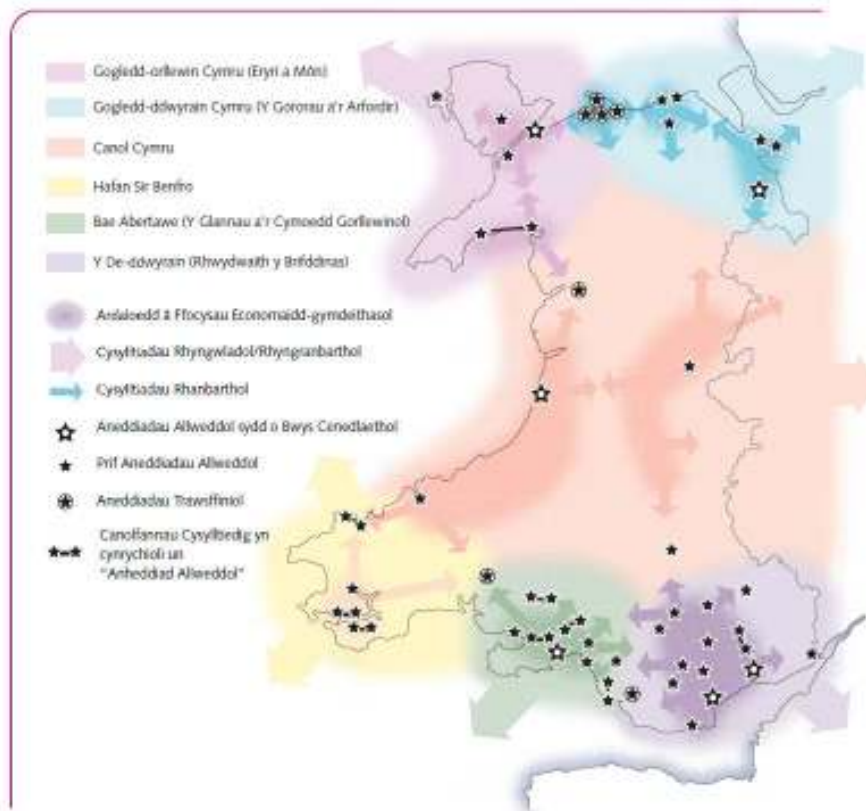 Gogledd-orllewin Cymru (Eryri a Môn)
Gogledd-ddwyrain Cymru (Y Gororau a'r Arfordir)
Canol Cymru
Hafan Sir Benfro
Bae Abertawe (Y Glannau a'r Cymoedd Gorllewinol)
Y De-ddwyrain (Rhwydwaith y Brifddinas)
Ardaloedd â Ffocysau Economaidd-gymdeithasol
Cysylltiadau Rhyngwladol/Rhyngranbarthol
Cysylltiadau Rhanbarthol
Aneddiadau Allweddol sydd o Bwys Cenedlaethol
Prif Aneddiadau Allweddol
Aneddiadau Trawsffiniol
Canolfannau Cysylltiedig yn
cynrychioli un
"Anheddiad Allweddol"